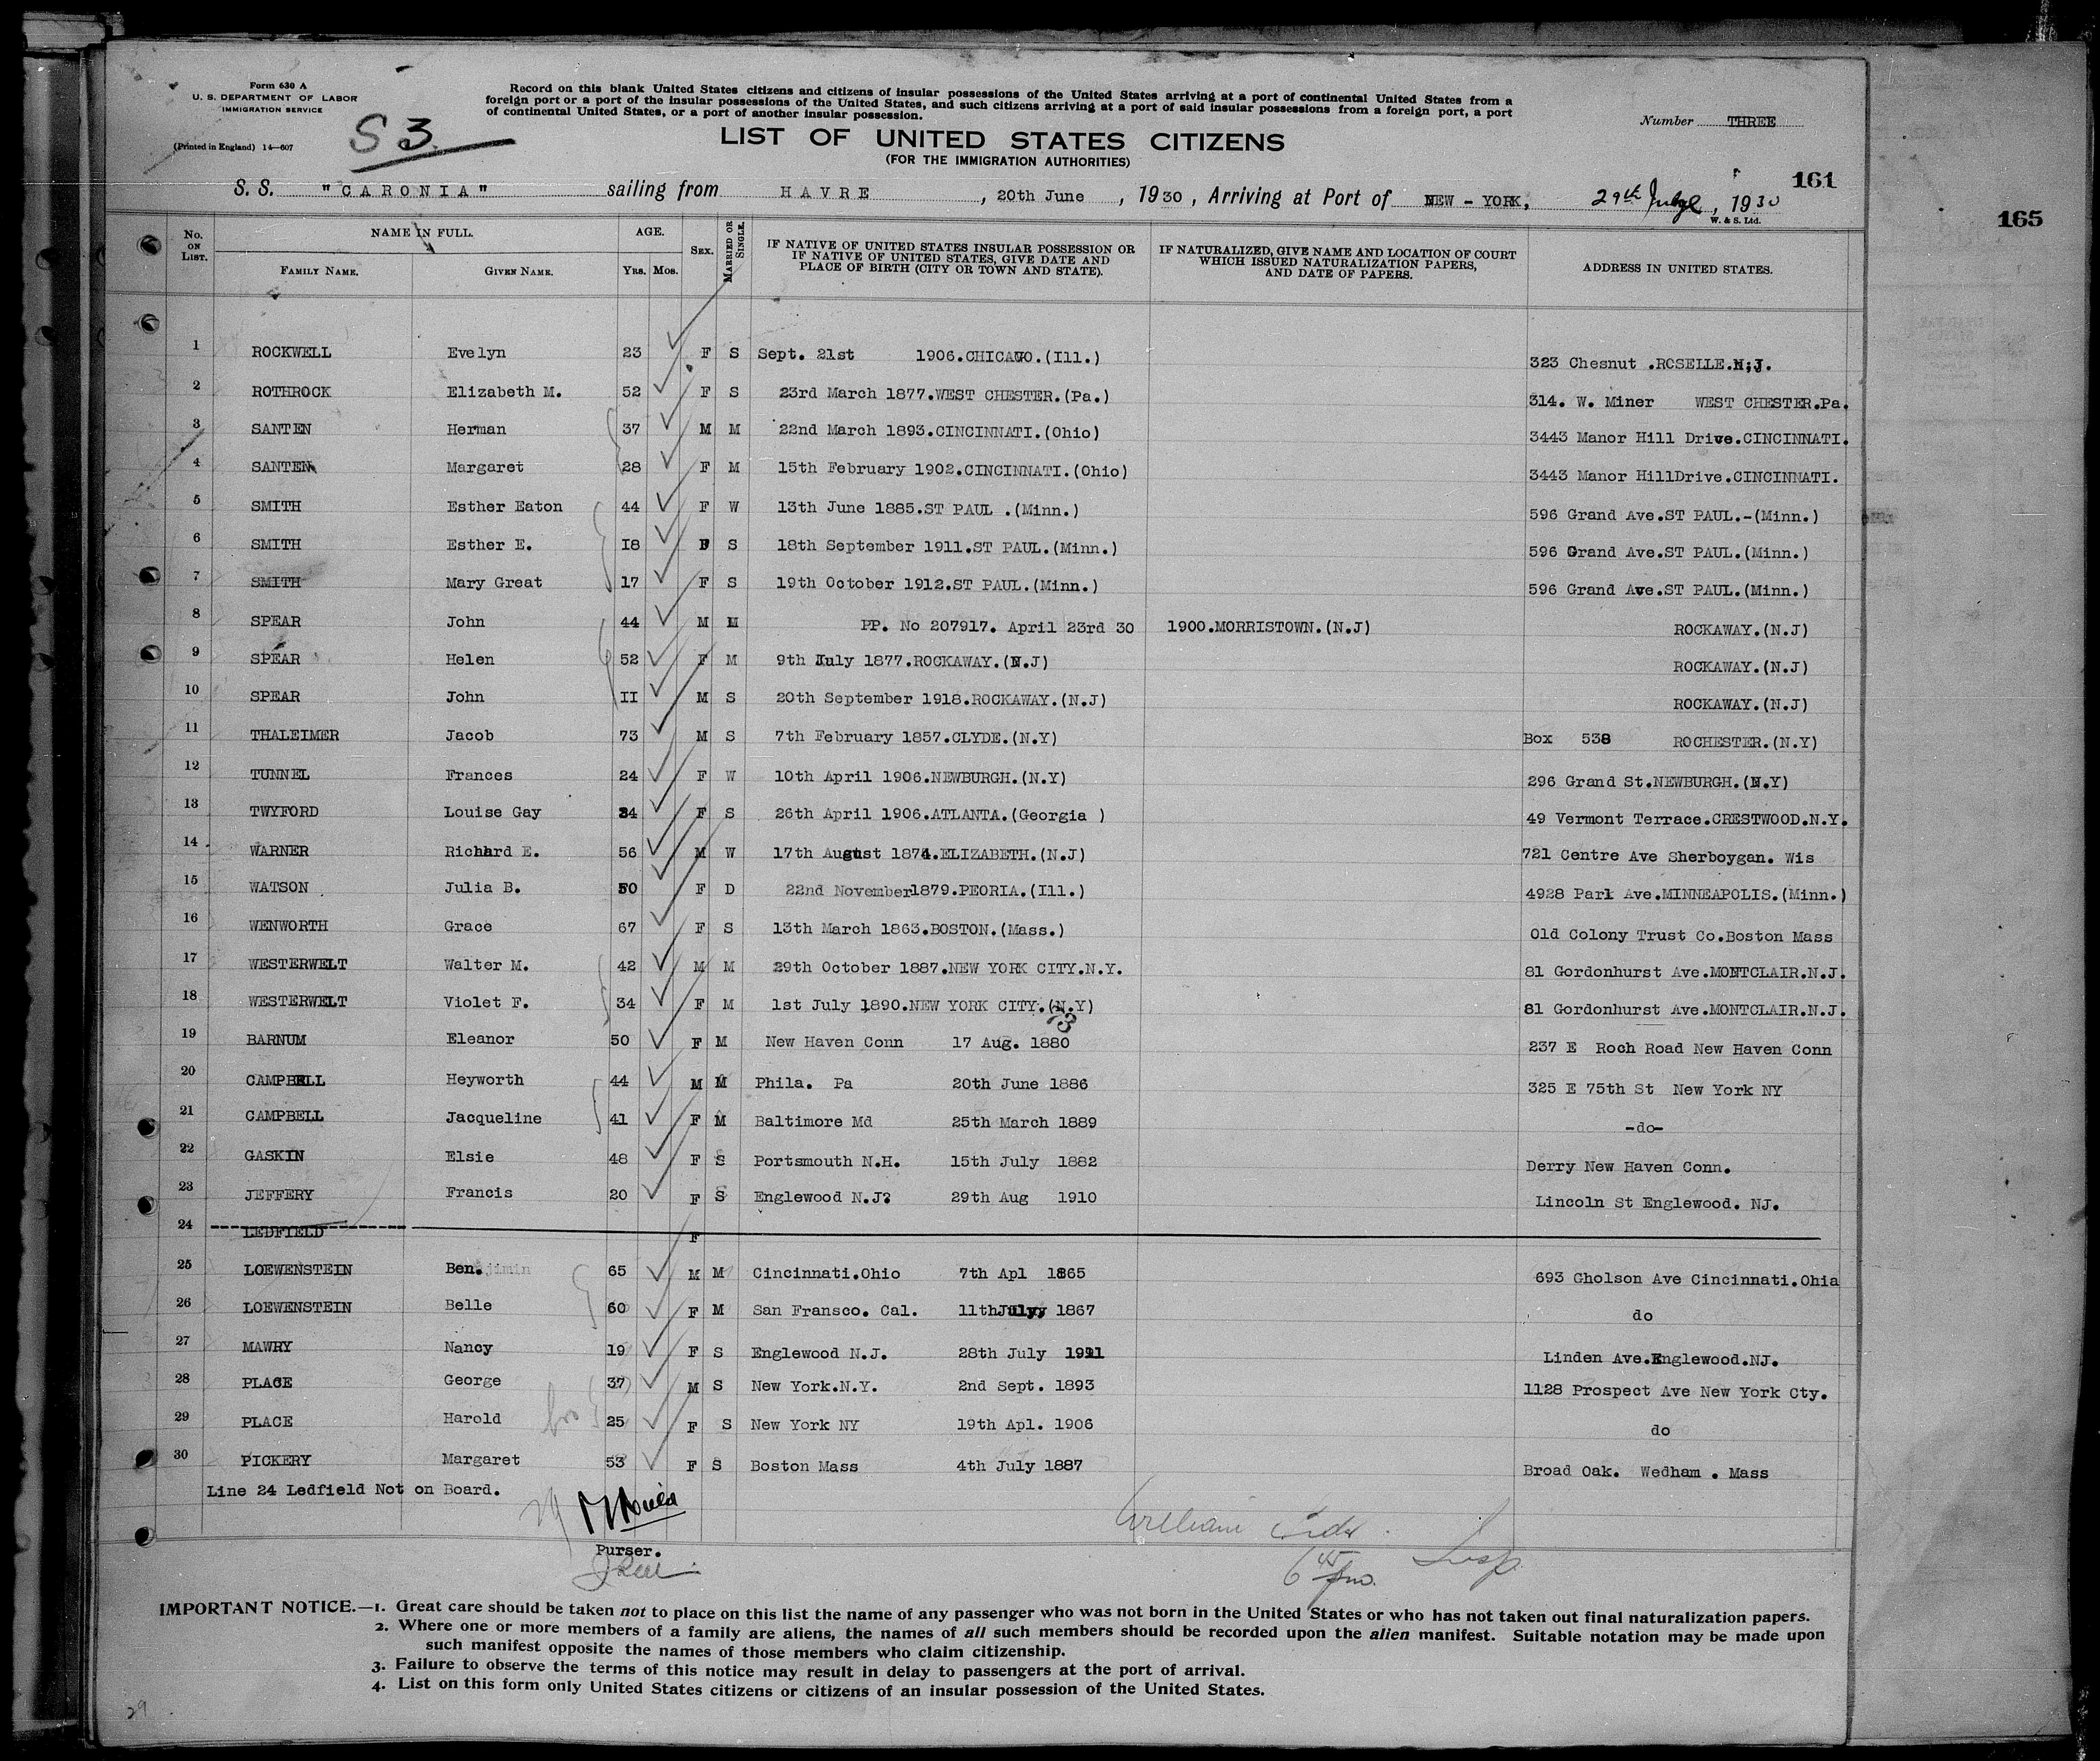 Form 630 A
U. S. DEPARTMENT OF LABOR
IMMIGRATION SERVICE
(Printed in England) 14—607
S 3
Record on this blank United States citizens and citizens of insular possessions of the United States arriving at a port of continental United States from a
foreign port or a port of the insular possessions of the United States, and such citizens arriving at a port of said insular possessions from a foreign port, a port
of continental United States, or a port of another insular possession.
LIST OF UNITED STATES CITIZENS
(FOR THE IMMIGRATION AUTHORITIES)
Number THREE
161
165
S. S. "CARONIA" sailing from HAVRE, 20th June, 1930, Arriving at Port of NEW - YORK, 29th, 1930
W. & S. Ltd.
No. ON LIST. NAME IN FULL. FAMILY NAME. GIVEN NAME. AGE. YRS. MOS. SEX. MARRIED OR SINGLE. IF NATIVE OF UNITED STATES INSULAR POSSESSION OR IF NATIVE OF UNITED STATES, GIVE DATE AND PLACE OF BIRTH (CITY OR TOWN AND STATE). IF NATURALIZED, GIVE NAME AND LOCATION OF COURT WHICH ISSUED NATURALIZATION PAPERS, AND DATE OF PAPERS. ADDRESS IN UNITED STATES.
1 ROCKWELL Evelyn 23 F S Sept. 21st 1906.CHICAGO.(Ill.) 323 Chesnut .ROSELLE.N;J.
2 ROTHROCK Elizabeth M. 52 F S 23rd March 1877.WEST CHESTER.(Pa.) 314. W. Miner WEST CHESTER.Pa.
3 SANTEN Herman 37 M M 22nd March 1893.CINCINNATI.(Ohio) 3443 Manor Hill Drive.CINCINNATI.
4 SANTEN Margaret 28 F M 15th February 1902.CINCINNATI.(Ohio) 3443 Manor HillDrive.CINCINNATI.
5 SMITH Esther Eaton 44 F W 13th June 1885.ST PAUL .(Minn.) 596 Grand Ave.ST PAUL.-(Minn.)
6 SMITH Esther E. I8 F S 18th September 1911.ST PAUL.(Minn.) 596 Grand Ave.ST PAUL.(Minn.)
7 SMITH Mary Great 17 F S 19th October 1912.ST PAUL.(Minn.) 596 Grand Ave.ST PAUL.(Minn.)
8 SPEAR John 44 M M PP. No 207917. April 23rd 30 1900.MORRISTOWN.(N.J) ROCKAWAY.(N.J)
9 SPEAR Helen 52 F M 9th July 1877.ROCKAWAY.(N.J) ROCKAWAY.(N.J)
10 SPEAR John II M S 20th September 1918.ROCKAWAY.(N.J) ROCKAWAY.(N.J)
11 THALEIMER Jacob 73 M S 7th February 1857.CLYDE.(N.Y) Box 538 ROCHESTER.(N.Y)
12 TUNNEL Frances 24 F W 10th April 1906.NEWBURGH.(N.Y) 296 Grand St.NEWBURGH.(N.Y)
13 TWYFORD Louise Gay 24 F S 26th April 1906.ATLANTA.(Georgia ) 49 Vermont Terrace.CRESTWOOD.N.Y.
14 WARNER Richard E. 56 M W 17th August 1874.ELIZABETH.(N.J) 721 Centre Ave Sherboygan. Wis
15 WATSON Julia B. 50 F D 22nd November1879.PEORIA.(Ill.) 4928 Park Ave.MINNEAPOLIS.(Minn.)
16 WENWORTH Grace 67 F S 13th March 1863.BOSTON.(Mass.) Old Colony Trust Co.Boston Mass
17 WESTERWELT Walter M. 42 M M 29th October 1887.NEW YORK CITY.N.Y. 81 Gordonhurst Ave.MONTCLAIR.N.J.
18 WESTERWELT Violet F. 34 F M 1st July 1890.NEW YORK CITY.(N.Y) 81 Gordonhurst Ave.MONTCLAIR.N.J.
19 BARNUM Eleanor 50 F M New Haven Conn 17 Aug. 1880 237 E Roch Road New Haven Conn
20 CAMPBELL Heyworth 44 M M Phila. Pa 20th June 1886 325 E 75th St New York NY
21 CAMPBELL Jacqueline 41 F M Baltimore Md 25th March 1889 -do-
22 GASKIN Elsie 48 F S Portsmouth N.H. 15th July 1882 Derry New Haven Conn.
23 JEFFERY Francis 20 F S Englewood N.J? 29th Aug 1910 Lincoln St Englewood. NJ.
24 LEDFIELD F
25 LOEWENSTEIN Ben.jimin 65 M M Cincinnati.Ohio 7th Apl 1865 693 Gholson Ave Cincinnati.Ohia
26 LOEWENSTEIN Belle 60 F M San Fransco. Cal. 11th July 1867 do
27 MAWRY Nancy 19 F S Englewood N.J. 28th July 1911 Linden Ave.Englewood.NJ.
28 PLACE George 37 M S New York.N.Y. 2nd Sept. 1893 1128 Prospect Ave New York Cty.
29 PLACE Harold 25 F S New York NY 19th Apl. 1906 do
30 PICKERY Margaret 53 F S Boston Mass 4th July 1887 Broad Oak. Wedham . Mass
Line 24 Ledfield Not on Board.
Purser.
William
6 45 pm.
Insp.
IMPORTANT NOTICE.—1. Great care should be taken not to place on this list the name of any passenger who was not born in the United States or who has not taken out final naturalization papers.
2. Where one or more members of a family are aliens, the names of all such members should be recorded upon the alien manifest. Suitable notation may be made upon
such manifest opposite the names of those members who claim citizenship.
3. Failure to observe the terms of this notice may result in delay to passengers at the port of arrival.
4. List on this form only United States citizens or citizens of an insular possession of the United States.
29